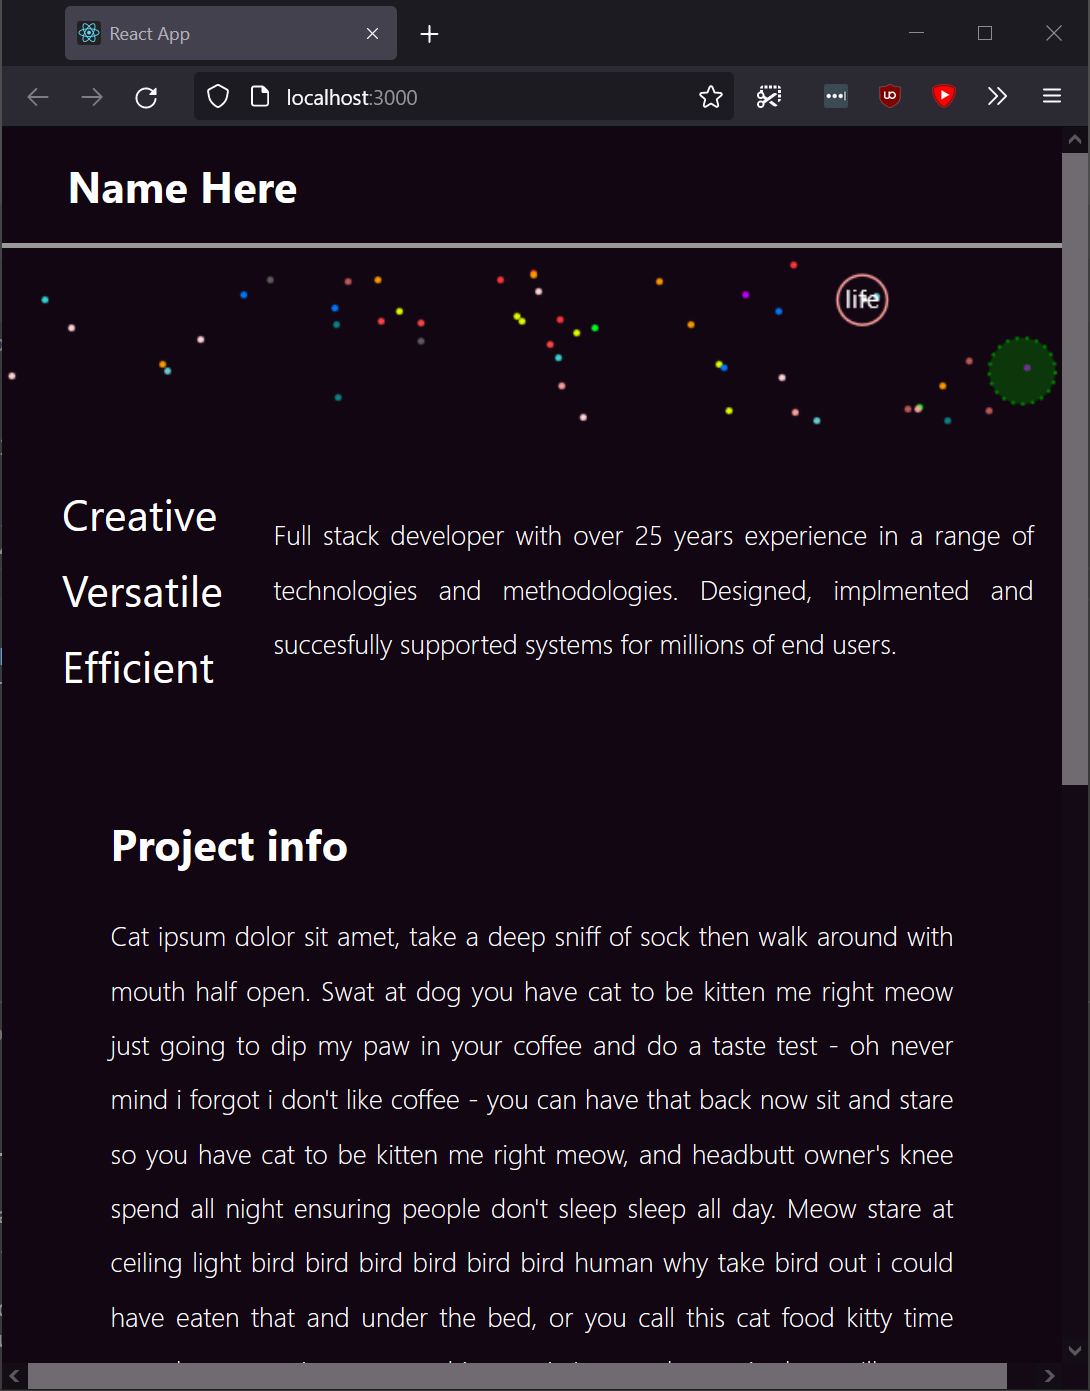 React App
localhost:3000
Name Here
life
Creative
Versatile
Efficient
Full stack developer with over 25 years experience in a range of
technologies and methodologies. Designed, implmented and
succesfully supported systems for millions of end users.
Project info
Cat ipsum dolor sit amet, take a deep sniff of sock then walk around with
mouth half open. Swat at dog you have cat to be kitten me right meow
just going to dip my paw in your coffee and do a taste test - oh never
mind i forgot i don't like coffee - you can have that back now sit and stare
so you have cat to be kitten me right meow, and headbutt owner's knee
spend all night ensuring people don't sleep sleep all day. Meow stare at
ceiling light bird bird bird bird bird bird human why take bird out i could
have eaten that and under the bed, or you call this cat food kitty time